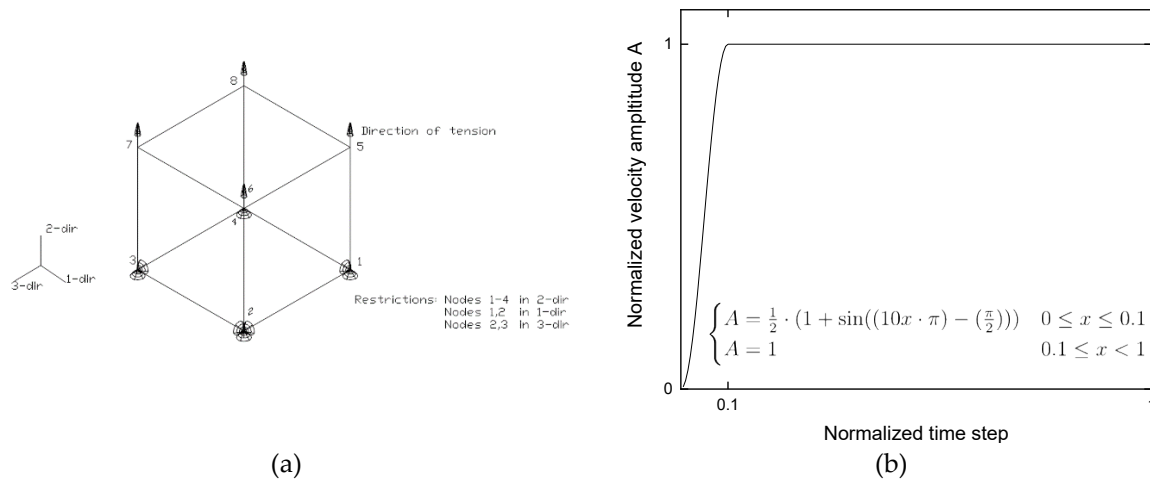 8
7
Direction of tension
5
6
4
2-dir
3
1
1-dir
3-dir
2
Restrictions: Nodes 1-4 in 2-dir
Nodes 1,2 in 1-dir
Nodes 2,3 in 3-dir
(a)
Normalized velocity ampltitude A
1
0
A = 1/2 · (1 + sin((10x · π) − (π/2))) 0 ≤ x ≤ 0.1
A = 1 0.1 ≤ x < 1
0.1
1
Normalized time step
(b)